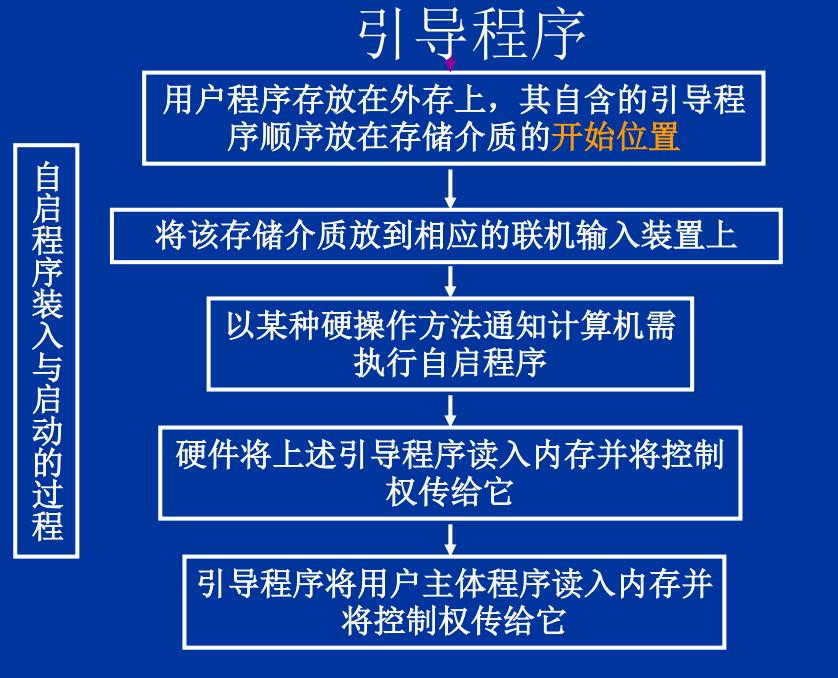 引导程序
用户程序存放在外存上，其自含的引导程
序顺序放在存储介质的开始位置
自启程序装入与启动的过程
将该存储介质放到相应的联机输入装置上
以某种硬操作方法通知计算机需
执行自启程序
硬件将上述引导程序读入内存并将控制
权传给它
引导程序将用户主体程序读入内存并
将控制权传给它